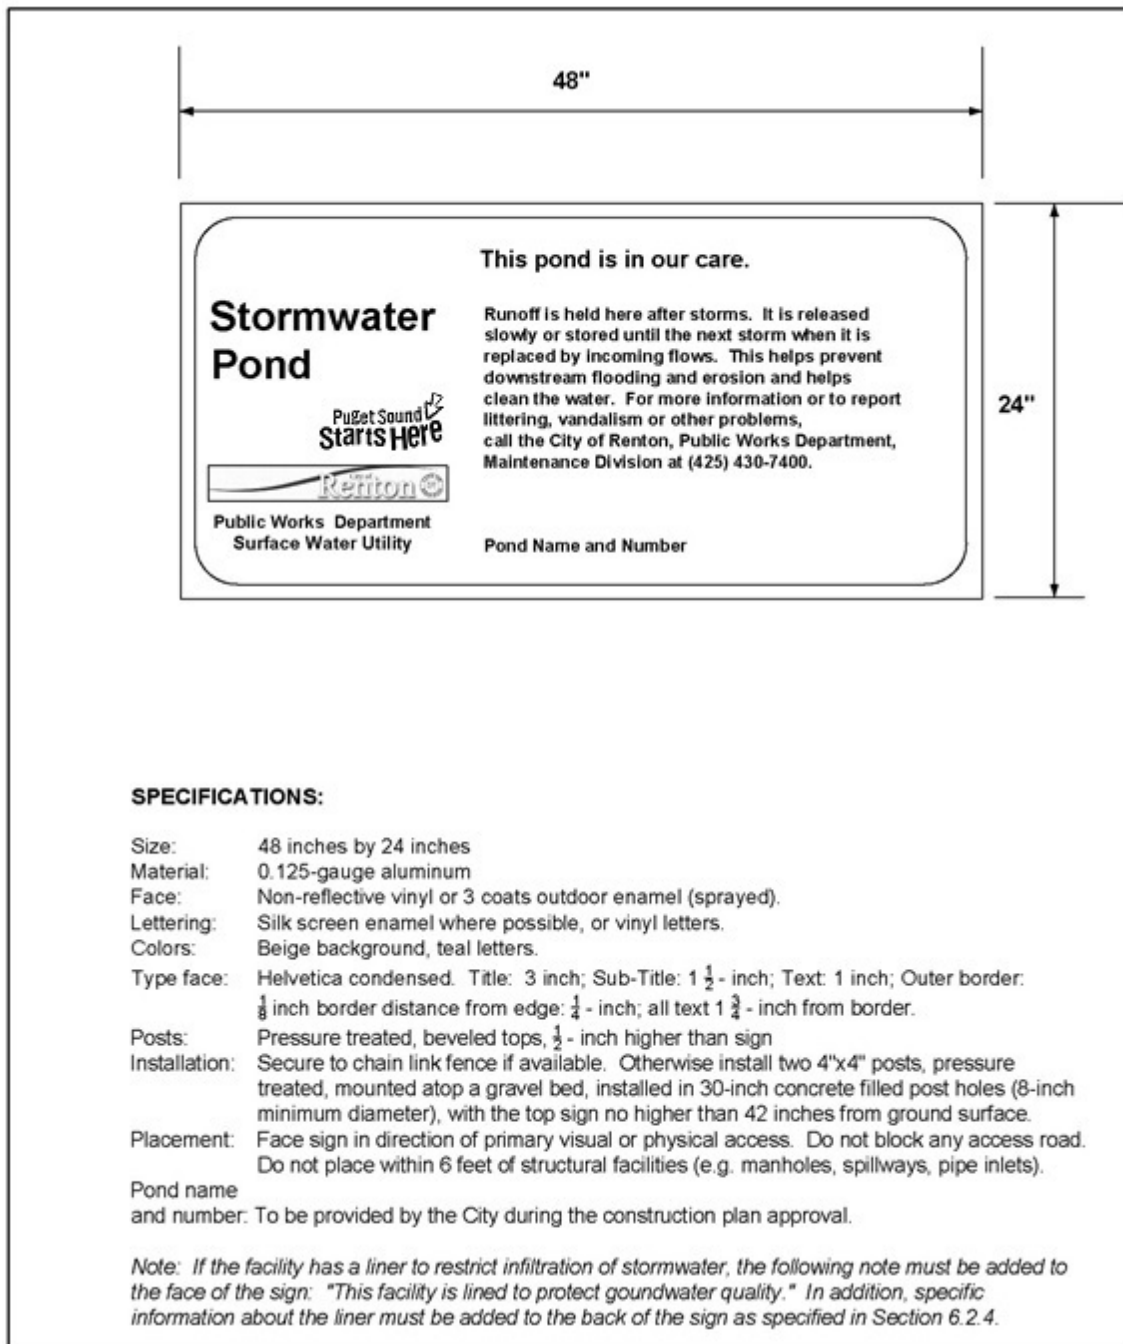 48"
This pond is in our care.
Stormwater
Pond
Puget Sound
Starts Here
City of
Renton
Public Works  Department
Surface Water Utility
Runoff is held here after storms.  It is released
slowly or stored until the next storm when it is
replaced by incoming flows.  This helps prevent
downstream flooding and erosion and helps
clean the water.  For more information or to report
littering, vandalism or other problems,
call the City of Renton, Public Works Department,
Maintenance Division at (425) 430-7400.
Pond Name and Number
24"
SPECIFICATIONS:
Size: 48 inches by 24 inches
Material: 0.125-gauge aluminum
Face: Non-reflective vinyl or 3 coats outdoor enamel (sprayed).
Lettering: Silk screen enamel where possible, or vinyl letters.
Colors: Beige background, teal letters.
Type face: Helvetica condensed.  Title:  3 inch; Sub-Title: 1 1/2 - inch; Text: 1 inch; Outer border:
1/8 inch border distance from edge: 1/4 - inch; all text 1 3/4 - inch from border.
Posts: Pressure treated, beveled tops, 1/2 - inch higher than sign
Installation: Secure to chain link fence if available.  Otherwise install two 4"x4" posts, pressure
treated, mounted atop a gravel bed, installed in 30-inch concrete filled post holes (8-inch
minimum diameter), with the top sign no higher than 42 inches from ground surface.
Placement: Face sign in direction of primary visual or physical access.  Do not block any access road.
Do not place within 6 feet of structural facilities (e.g. manholes, spillways, pipe inlets).
Pond name
and number: To be provided by the City during the construction plan approval.
Note:  If the facility has a liner to restrict infiltration of stormwater, the following note must be added to
the face of the sign:  "This facility is lined to protect goundwater quality."  In addition, specific
information about the liner must be added to the back of the sign as specified in Section 6.2.4.